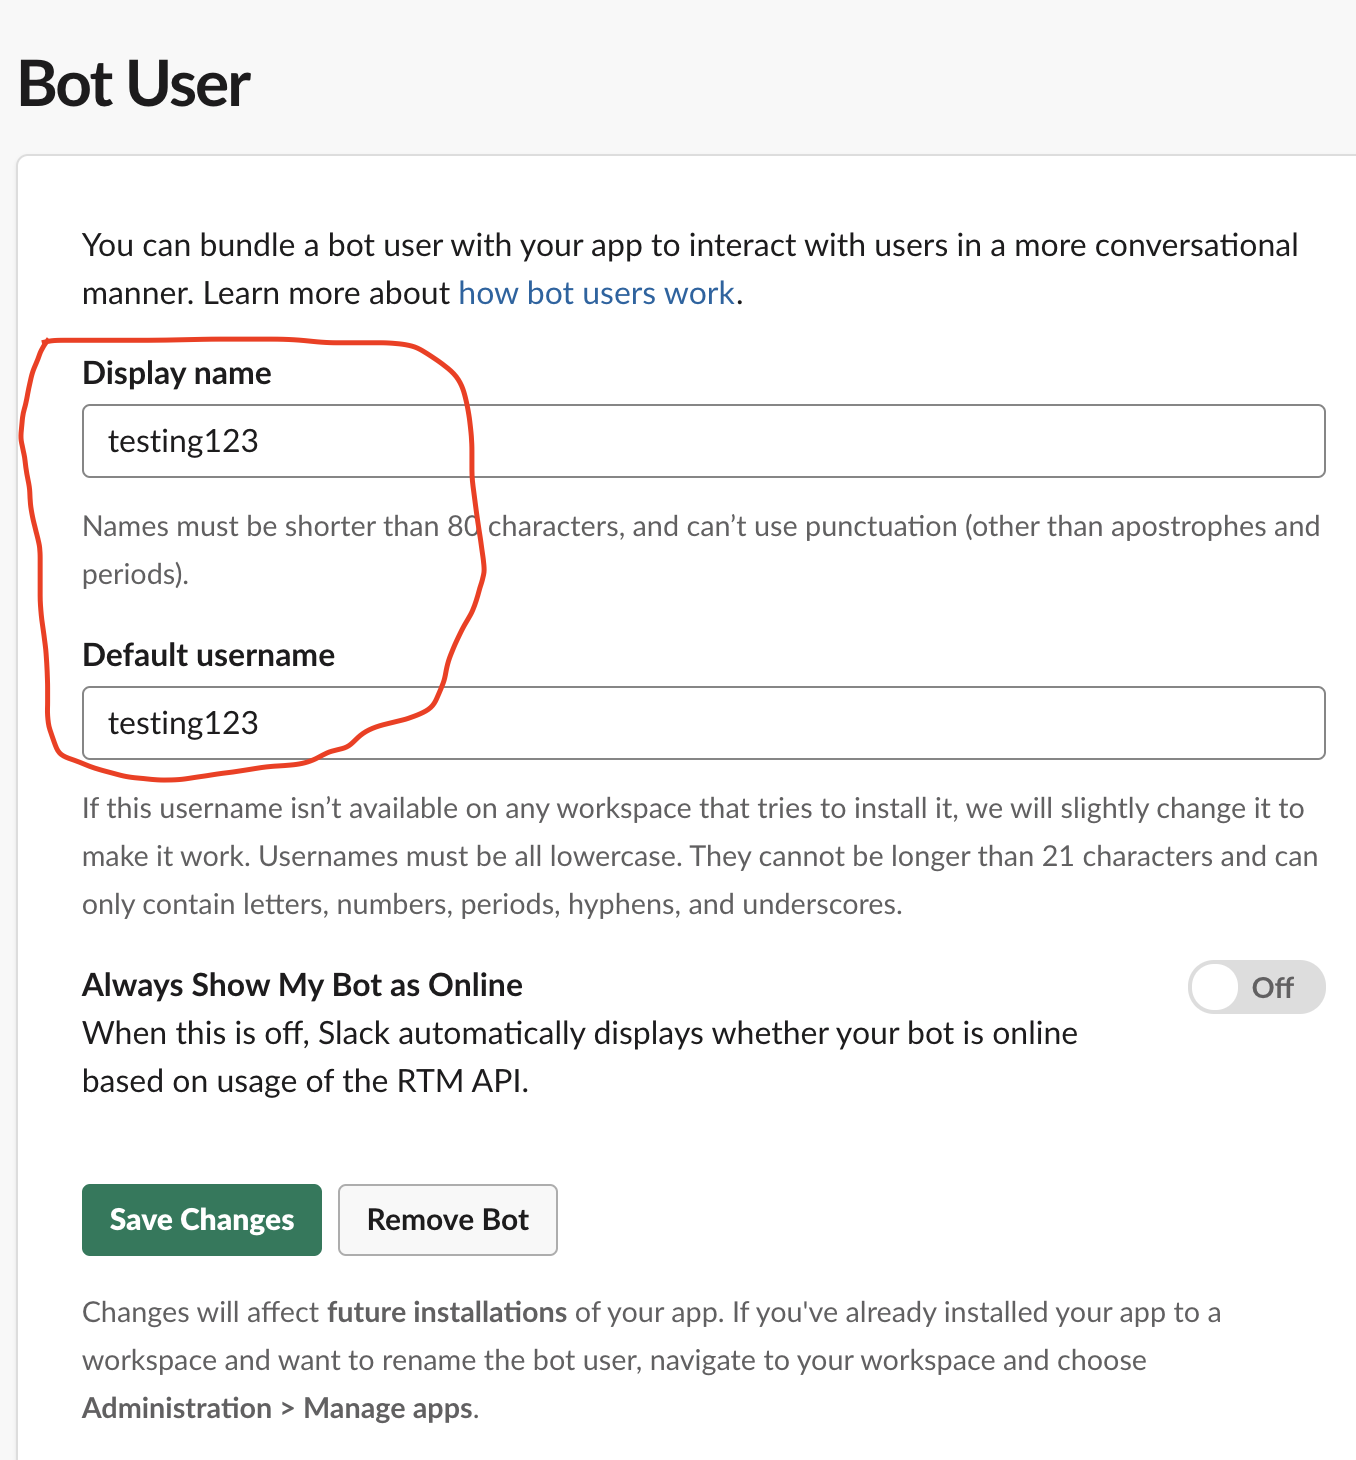 Bot User
You can bundle a bot user with your app to interact with users in a more conversational
manner. Learn more about how bot users work.
Display name
testing123
Names must be shorter than 80 characters, and can’t use punctuation (other than apostrophes and
periods).
Default username
testing123
If this username isn’t available on any workspace that tries to install it, we will slightly change it to
make it work. Usernames must be all lowercase. They cannot be longer than 21 characters and can
only contain letters, numbers, periods, hyphens, and underscores.
Always Show My Bot as Online
Off
When this is off, Slack automatically displays whether your bot is online
based on usage of the RTM API.
Save Changes
Remove Bot
Changes will affect future installations of your app. If you've already installed your app to a
workspace and want to rename the bot user, navigate to your workspace and choose
Administration > Manage apps.